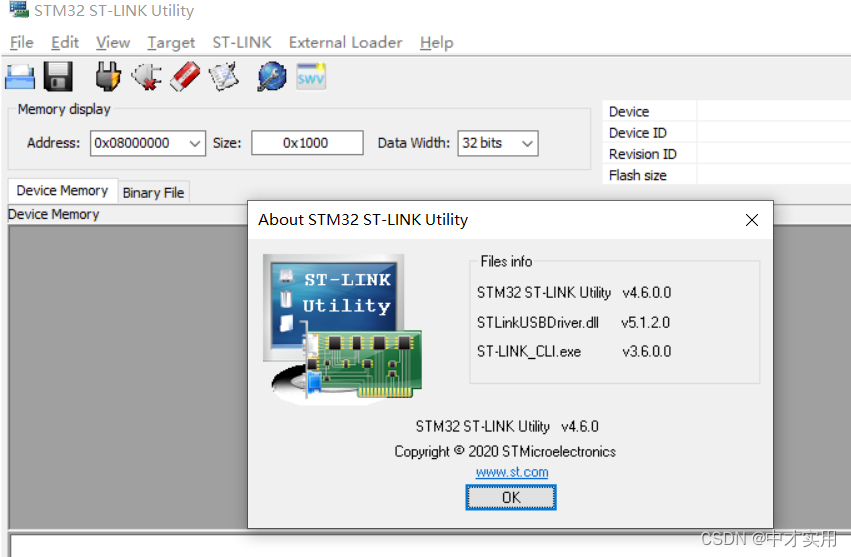 STM32 ST-LINK Utility
File Edit View Target ST-LINK External Loader Help
SWV
Memory display
Address: 0x08000000 Size: 0x1000 Data Width: 32 bits
Device
Device ID
Revision ID
Flash size
Device Memory Binary File
Device Memory
About STM32 ST-LINK Utility
ST-LINK
Utility
Files info
STM32 ST-LINK Utility v4.6.0.0
STLinkUSBDriver.dll v5.1.2.0
ST-LINK_CLI.exe v3.6.0.0
STM32 ST-LINK Utility v4.6.0
Copyright © 2020 STMicroelectronics
www.st.com
OK
CSDN @中才实用